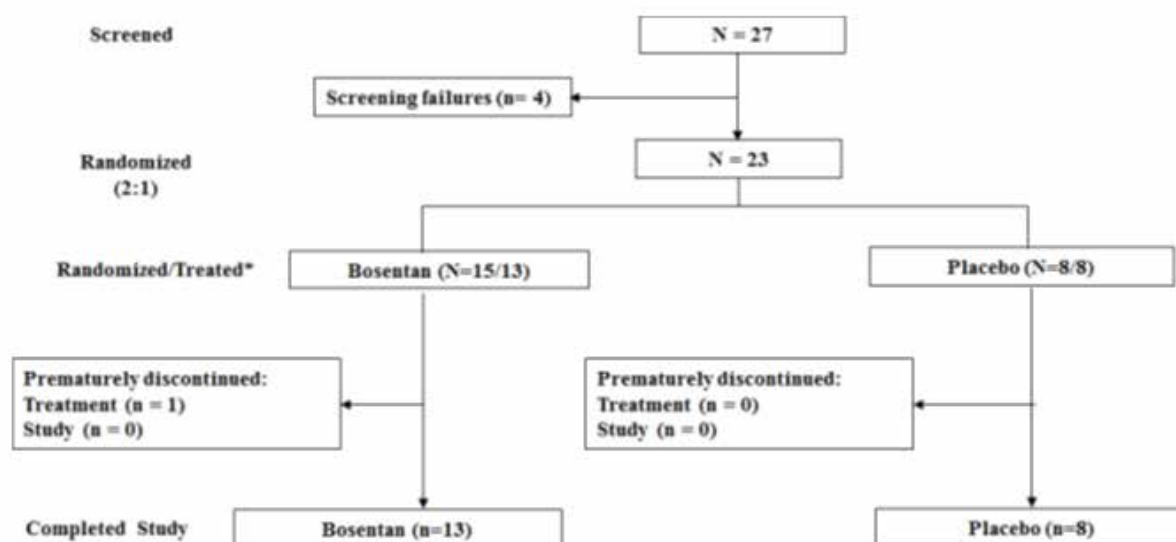 Screened
N = 27
Screening failures (n= 4)
Randomized
(2:1)
N = 23
Randomized/Treated*
Bosentan (N=15/13)
Placebo (N=8/8)
Prematurely discontinued:
Treatment (n = 1)
Study (n = 0)
Prematurely discontinued:
Treatment (n = 0)
Study (n = 0)
Completed Study
Bosentan (n=13)
Placebo (n=8)